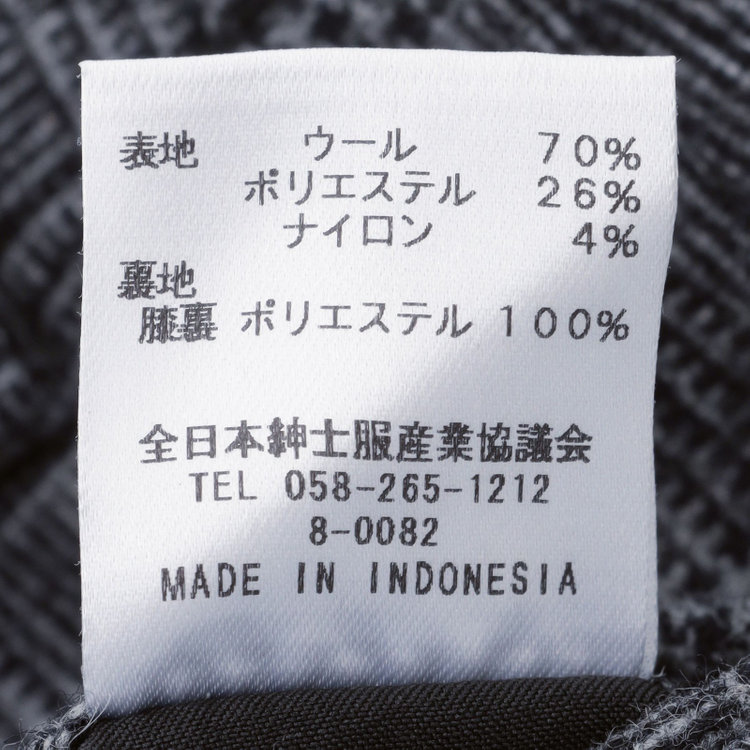 表地 ウール 70%
ポリエステル 26%
ナイロン 4%
裏地
膝裏 ポリエステル 100%
全日本紳士服産業協議会
TEL 058-265-1212
8-0082
MADE IN INDONESIA